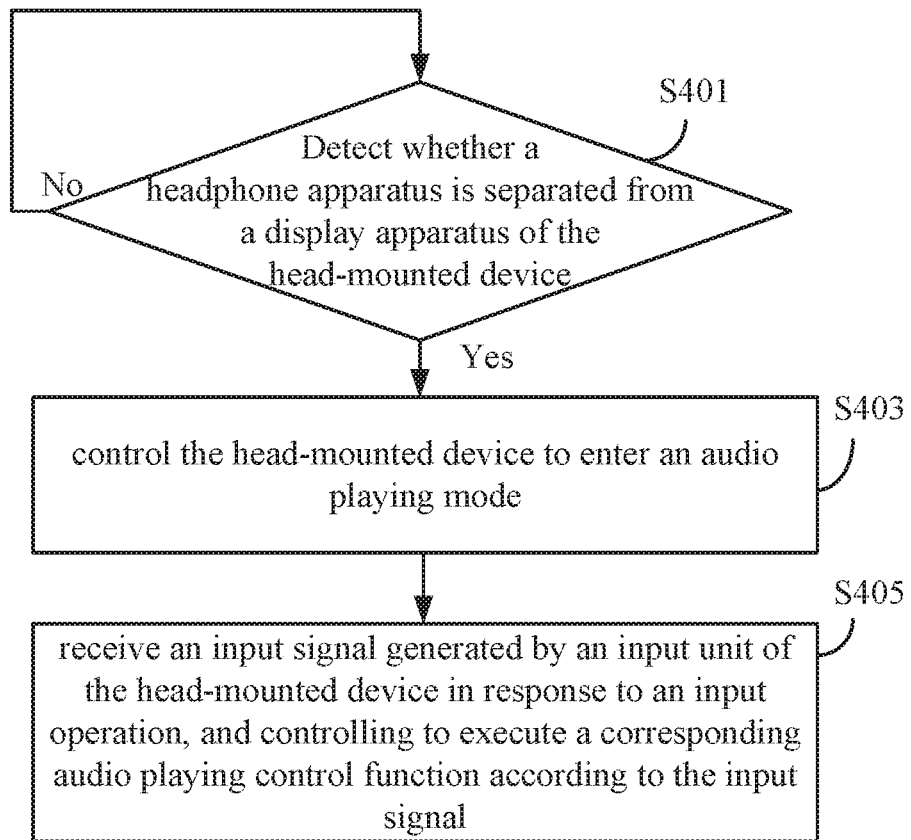 S401
Detect whether a
headphone apparatus is separated from
a display apparatus of the
head-mounted device
No
Yes
S403
control the head-mounted device to enter an audio
playing mode
S405
receive an input signal generated by an input unit of
the head-mounted device in response to an input
operation, and controlling to execute a corresponding
audio playing control function according to the input
signal